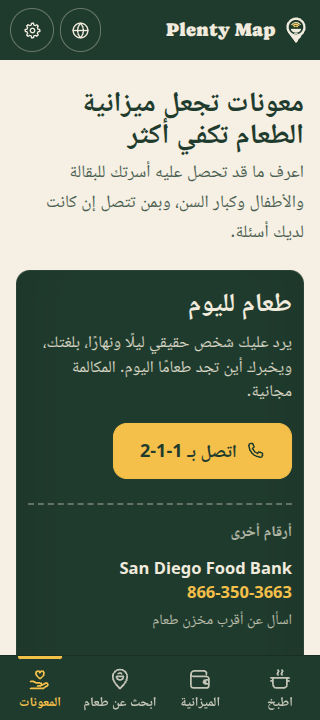 Plenty Map
معونات تجعل ميزانية
الطعام تكفي أكثر
اعرف ما قد تحصل عليه أسرتك للبقالة
والأطفال وكبار السن، وبمن تتصل إن كانت
لديك أسئلة.
طعام لليوم
يرد عليك شخص حقيقي ليلًا ونهارًا، بلغتك،
ويخبرك أين تجد طعامًا اليوم. المكالمة
مجانية.
اتصل بـ 1-1-2
أرقام أخرى
San Diego Food Bank
866-350-3663
اسأل عن أقرب مخزن طعام
اطبخ
الميزانية
ابحث عن طعام
المعونات